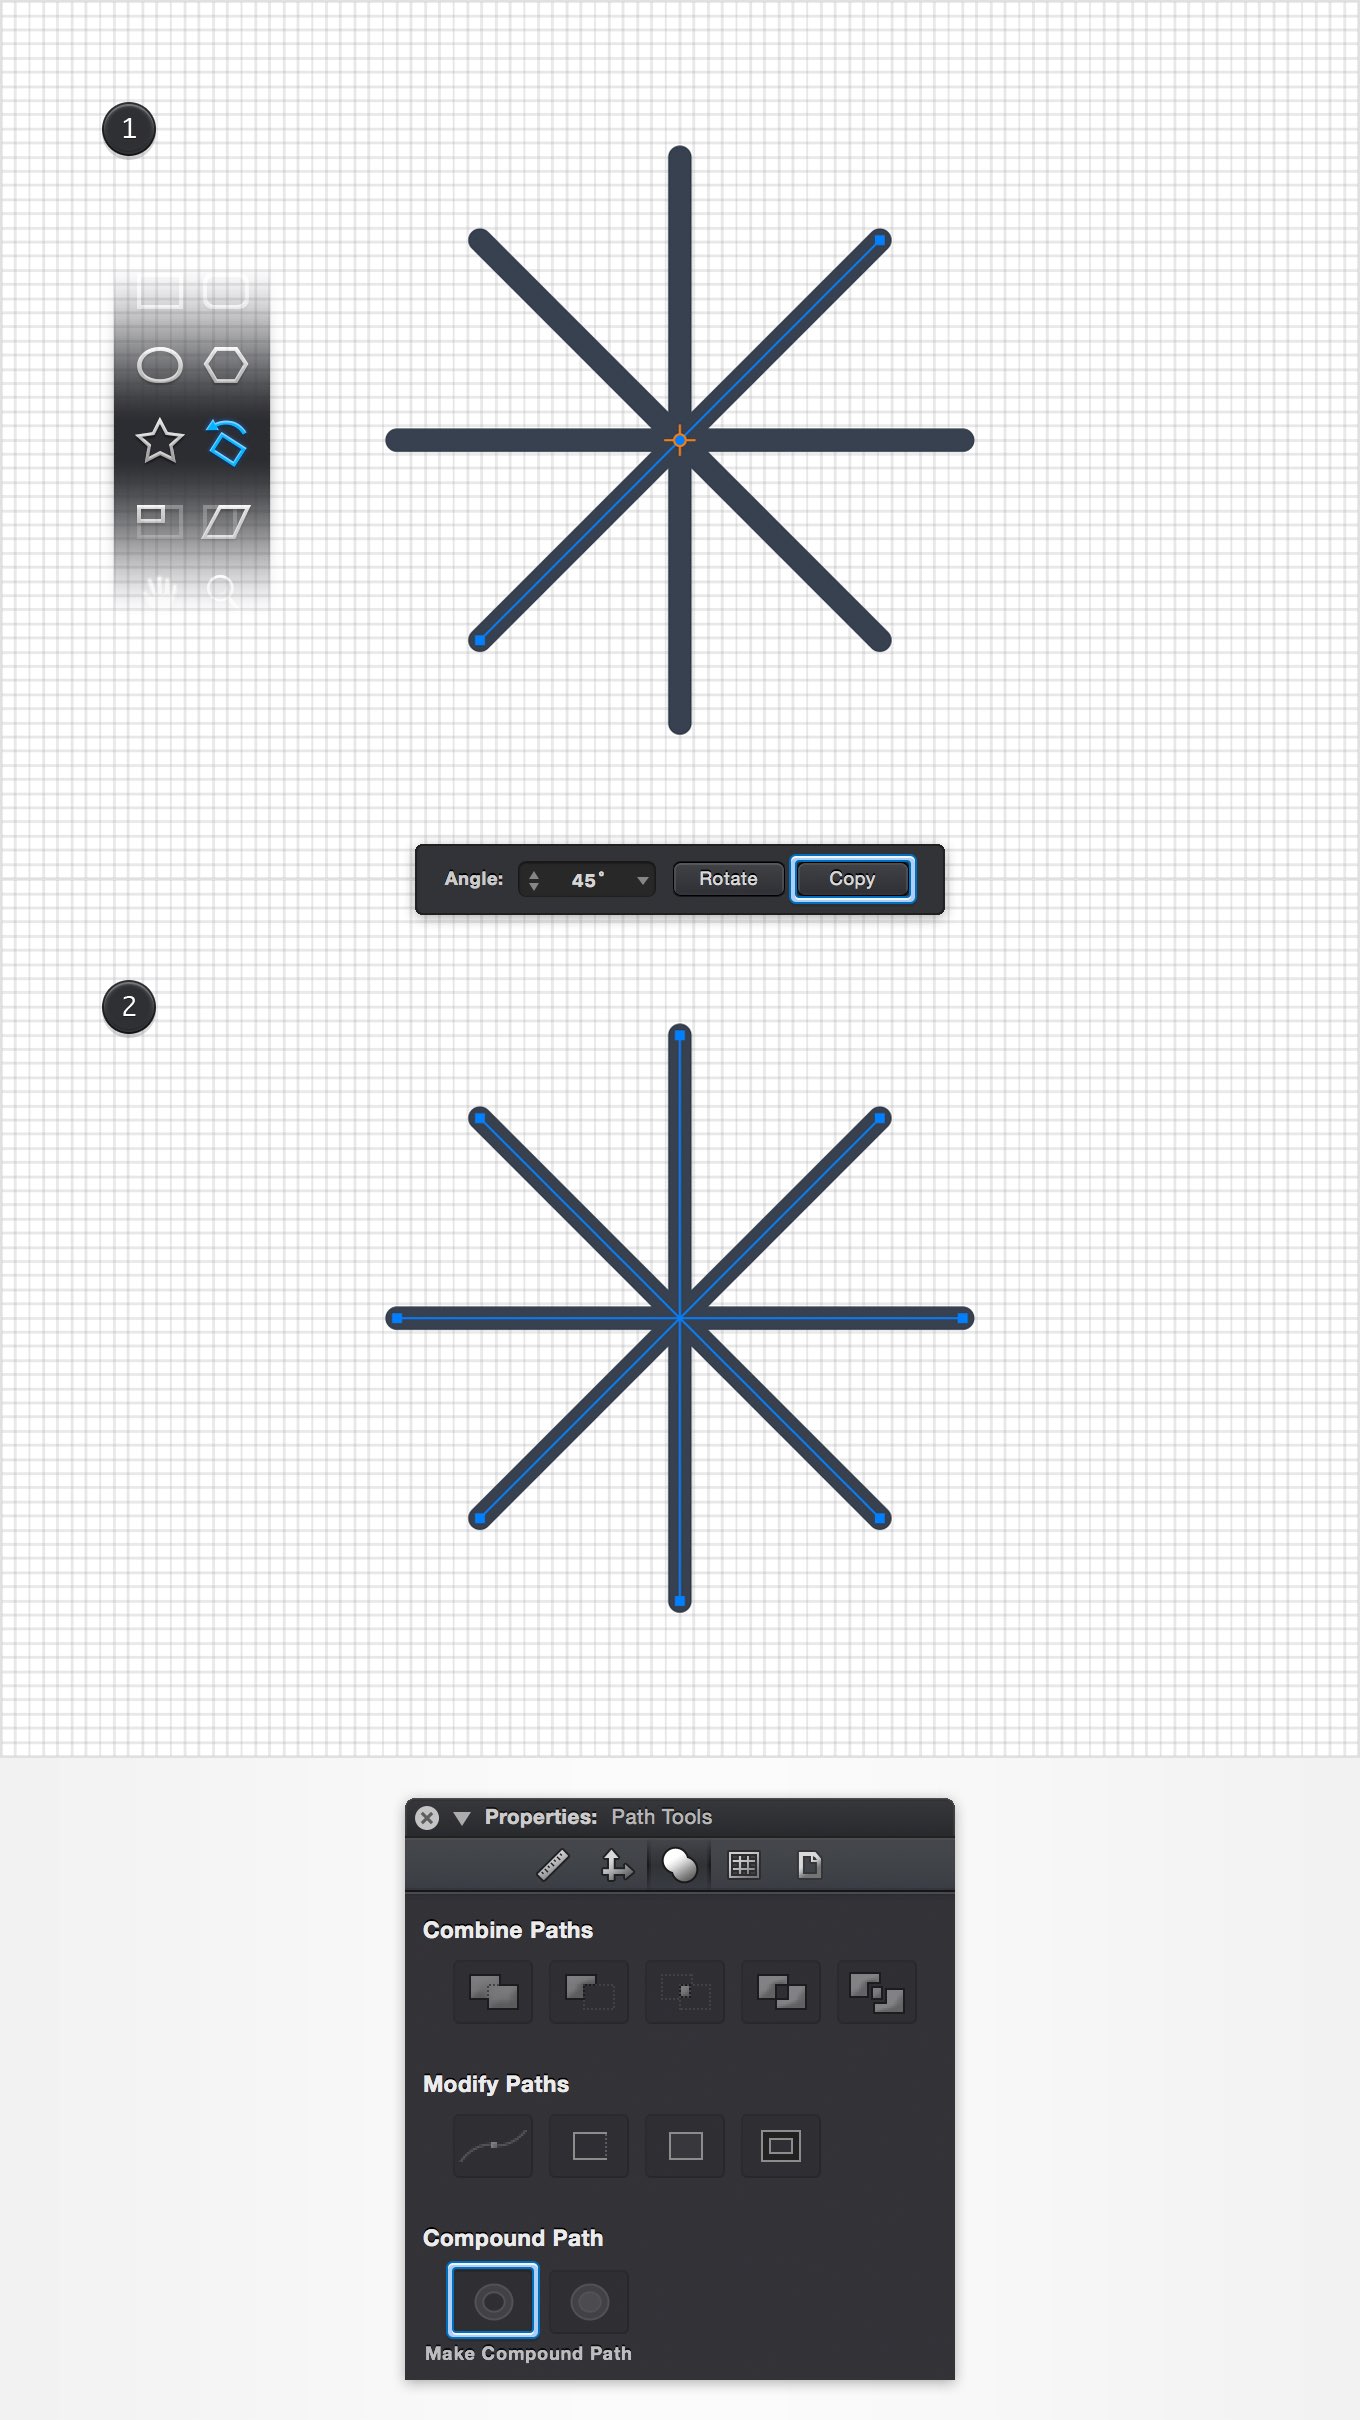 1
Angle: 45° Rotate Copy
2
Properties: Path Tools
Combine Paths
Modify Paths
Compound Path
Make Compound Path